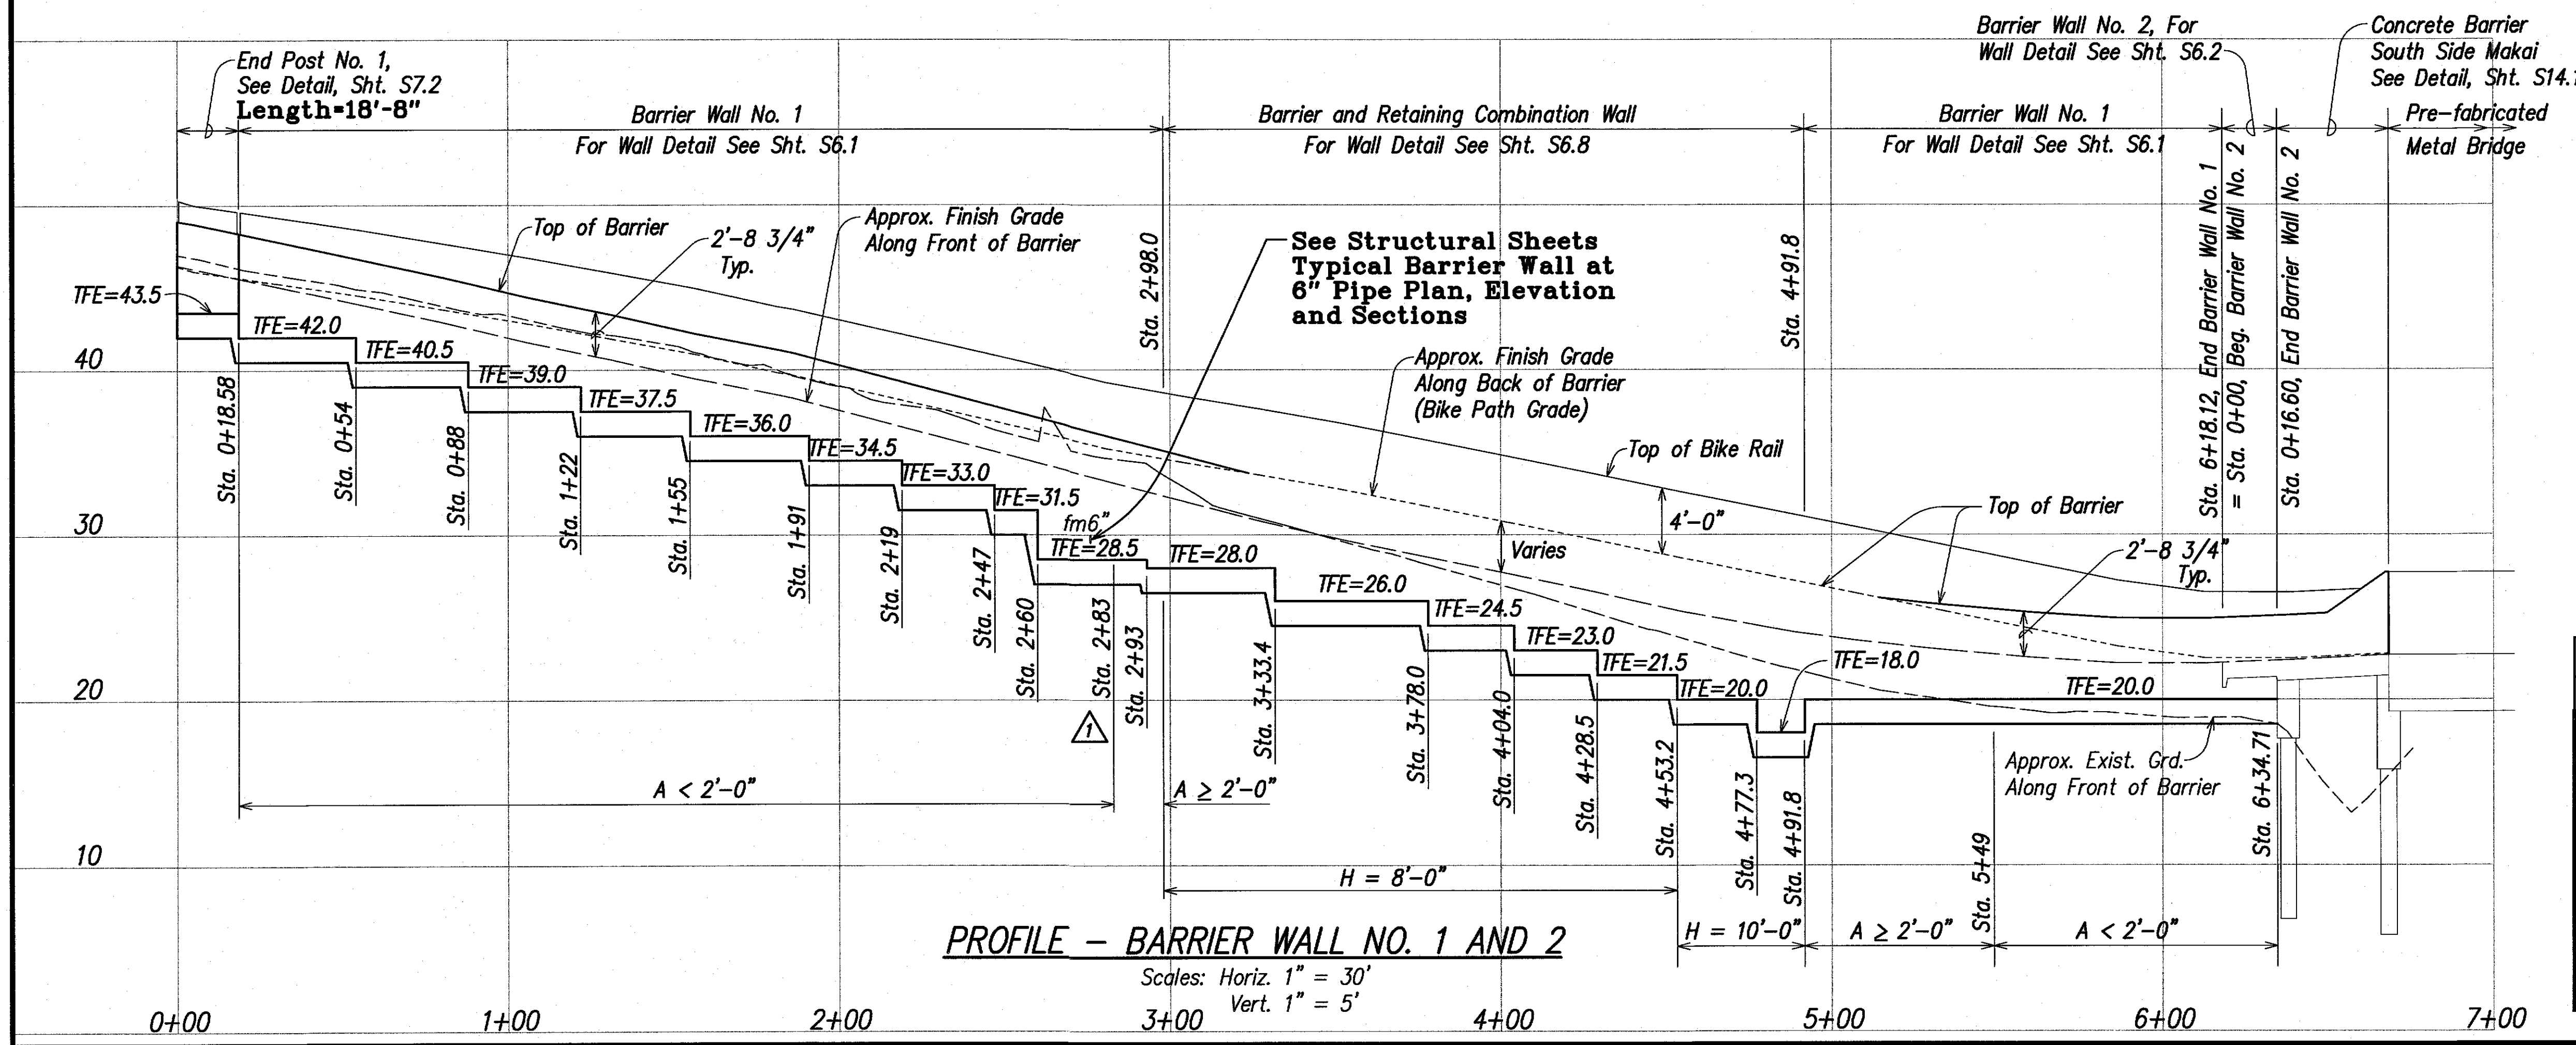 End Post No. 1,
See Detail, Sht. S7.2
Length=18'-8"
Barrier Wall No. 1
For Wall Detail See Sht. S6.1
Barrier and Retaining Combination Wall
For Wall Detail See Sht. S6.8
Barrier Wall No. 1
For Wall Detail See Sht. S6.1
Barrier Wall No. 2, For
Wall Detail See Sht. S6.2
Concrete Barrier
South Side Makai
See Detail, Sht. S14.1
Pre-fabricated
Metal Bridge
Top of Barrier
2'-8 3/4"
Typ.
Approx. Finish Grade
Along Front of Barrier
See Structural Sheets
Typical Barrier Wall at
6" Pipe Plan, Elevation
and Sections
Approx. Finish Grade
Along Back of Barrier
(Bike Path Grade)
Top of Bike Rail
4'-0"
Varies
Top of Barrier
2'-8 3/4"
Typ.
Sta. 2+98.0
Sta. 4+91.8
Sta. 6+18.12, End Barrier Wall No. 1
= Sta. 0+00, Beg. Barrier Wall No. 2
Sta. 0+16.60, End Barrier Wall No. 2
TFE=43.5
TFE=42.0
TFE=40.5
TFE=39.0
TFE=37.5
TFE=36.0
TFE=34.5
TFE=33.0
TFE=31.5
fm6"
TFE=28.5
TFE=28.0
TFE=26.0
TFE=24.5
TFE=23.0
TFE=21.5
TFE=20.0
TFE=18.0
TFE=20.0
40
30
20
10
Sta. 0+18.58
Sta. 0+54
Sta. 0+88
Sta. 1+22
Sta. 1+55
Sta. 1+91
Sta. 2+19
Sta. 2+47
Sta. 2+60
Sta. 2+83
Sta. 2+93
Sta. 3+33.4
Sta. 3+78.0
Sta. 4+04.0
Sta. 4+28.5
Sta. 4+53.2
Sta. 4+77.3
Sta. 4+91.8
Sta. 5+49
Sta. 6+34.71
1
Approx. Exist. Grd.
Along Front of Barrier
A < 2'-0"
A ≥ 2'-0"
H = 8'-0"
H = 10'-0"
A ≥ 2'-0"
A < 2'-0"
PROFILE - BARRIER WALL NO. 1 AND 2
Scales: Horiz. 1" = 30'
Vert. 1" = 5'
0+00
1+00
2+00
3+00
4+00
5+00
6+00
7+00